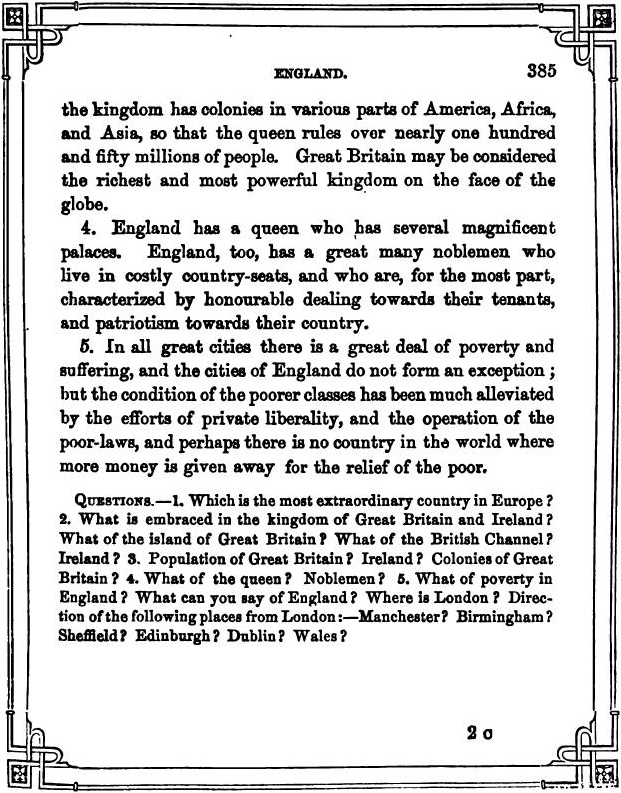 ENGLAND. 385
the kingdom has colonies in various parts of America, Africa,
and Asia, so that the queen rules over nearly one hundred
and fifty millions of people. Great Britain may be considered
the richest and most powerful kingdom on the face of the
globe.
4. England has a queen who has several magnificent
palaces. England, too, has a great many noblemen who
live in costly country-seats, and who are, for the most part,
characterized by honourable dealing towards their tenants,
and patriotism towards their country.
5. In all great cities there is a great deal of poverty and
suffering, and the cities of England do not form an exception ;
but the condition of the poorer classes has been much alleviated
by the efforts of private liberality, and the operation of the
poor-laws, and perhaps there is no country in the world where
more money is given away for the relief of the poor.
QUESTIONS.—1. Which is the most extraordinary country in Europe ?
2. What is embraced in the kingdom of Great Britain and Ireland ?
What of the island of Great Britain ? What of the British Channel ?
Ireland ? 3. Population of Great Britain ? Ireland ? Colonies of Great
Britain ? 4. What of the queen ? Noblemen ? 5. What of poverty in
England ? What can you say of England ? Where is London ? Direc-
tion of the following places from London :—Manchester ? Birmingham ?
Sheffield ? Edinburgh ? Dublin ? Wales ?
2 C